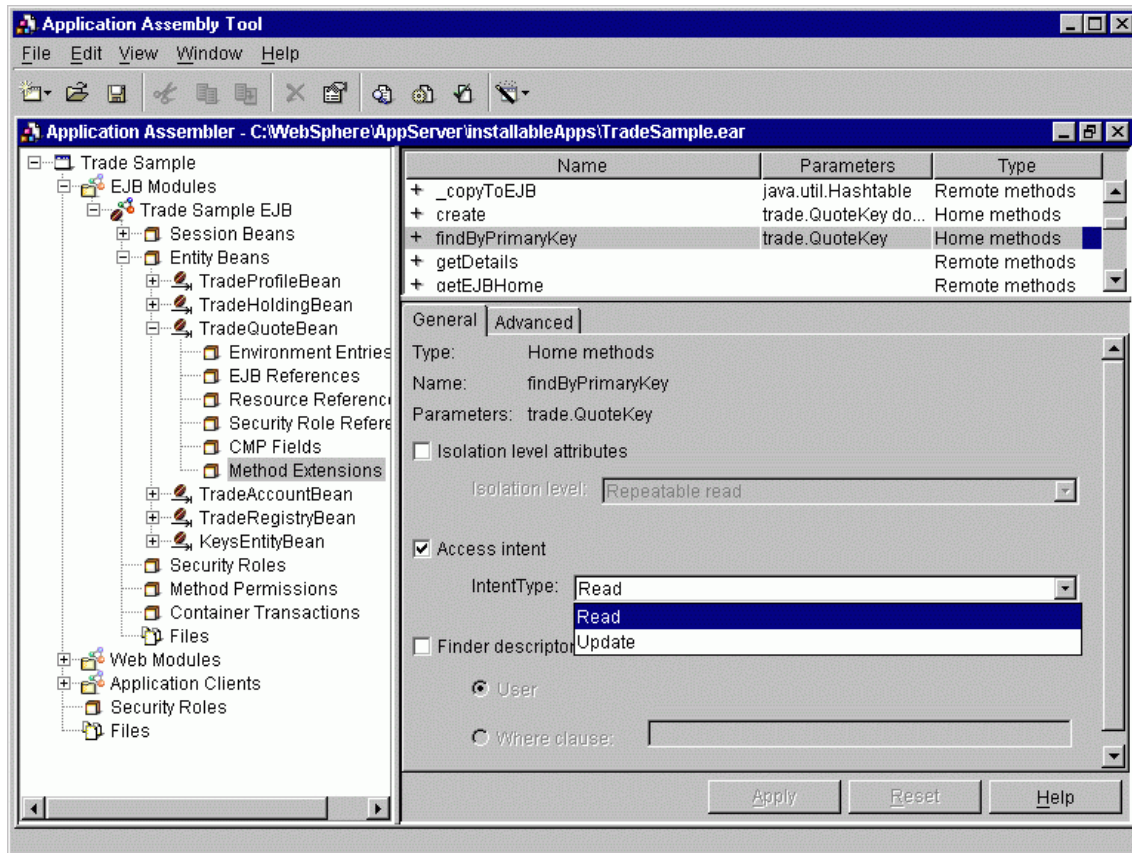 Application Assembly Tool
File Edit View Window Help
Application Assembler - C:\WebSphere\AppServer\installableApps\TradeSample.ear
Trade Sample
EJB Modules
Trade Sample EJB
Session Beans
Entity Beans
TradeProfileBean
TradeHoldingBean
TradeQuoteBean
Environment Entries
EJB References
Resource Referenc
Security Role Refere
CMP Fields
Method Extensions
TradeAccountBean
TradeRegistryBean
KeysEntityBean
Security Roles
Method Permissions
Container Transactions
Files
Web Modules
Application Clients
Security Roles
Files
Name Parameters Type
_copyToEJB java.util.Hashtable Remote methods
create trade.QuoteKey do... Home methods
findByPrimaryKey trade.QuoteKey Home methods
getDetails Remote methods
getEJBHome Remote methods
General Advanced
Type: Home methods
Name: findByPrimaryKey
Parameters: trade.QuoteKey
Isolation level attributes
Isolation level: Repeatable read
Access intent
IntentType: Read
Read
Update
Finder descriptor
User
Where clause:
Apply Reset Help